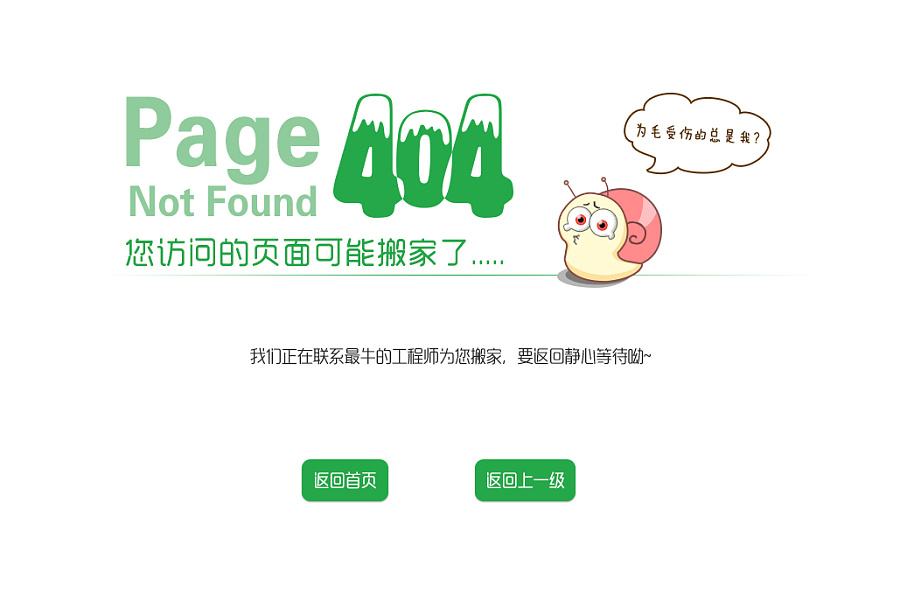 Page 404
Not Found
您访问的页面可能搬家了.....
为毛受伤的总是我?
我们正在联系最牛的工程师为您搬家，要返回静心等待呦~
返回首页
返回上一级